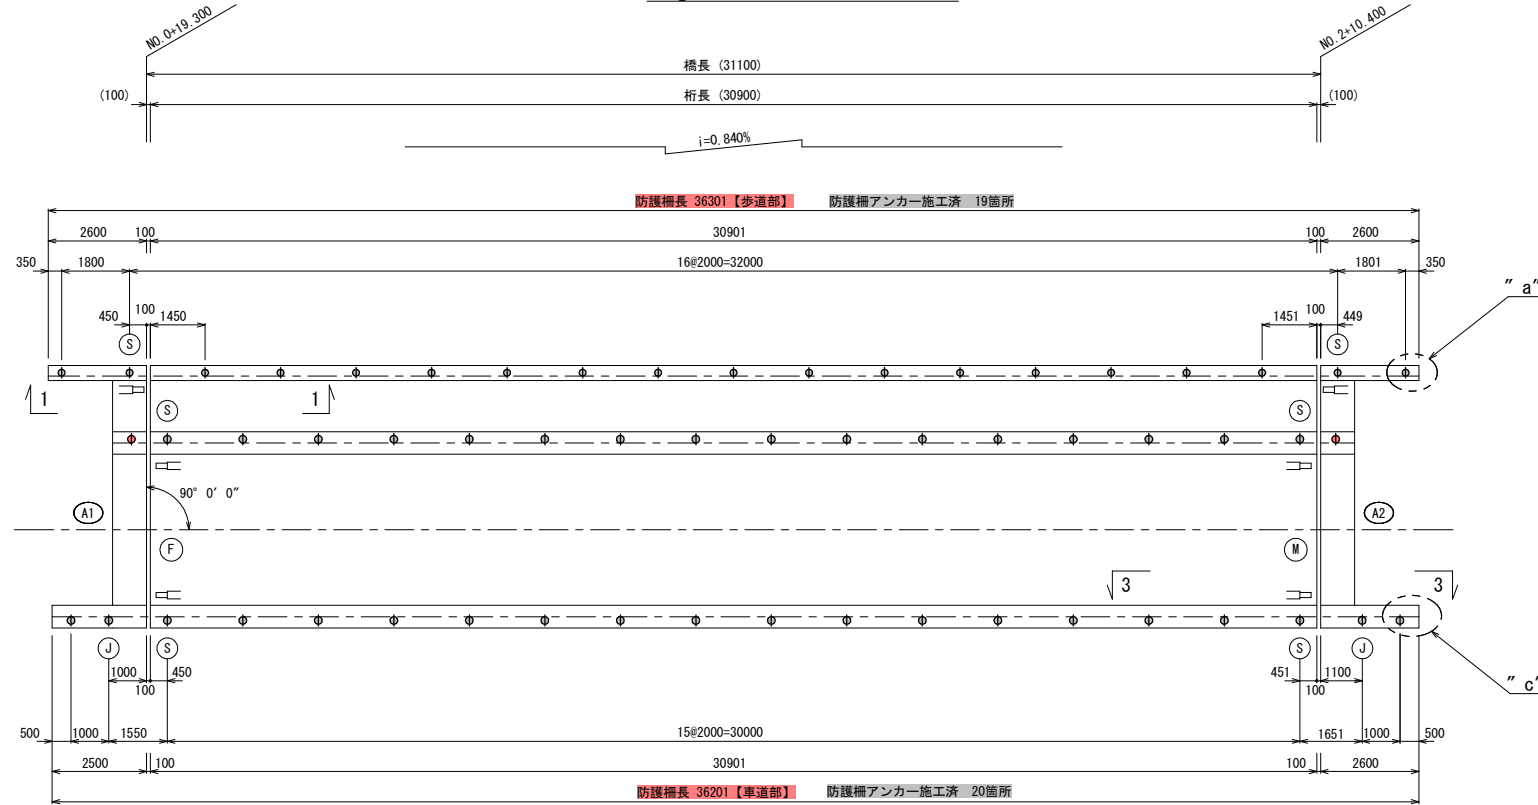 NO.0+19.300
NO.2+10.400
橋長 (31100)
(100) 桁長 (30900) (100)
i=0.840%
防護柵長 36301【歩道部】 防護柵アンカー施工済 19箇所
2600 100 30901 100 2600
350 1800 16@2000=32000 1801 350
" a"
100 100
450 1450 1451 449
S S
1 1
S S
90° 0' 0"
A1 A2
F M
3 3
J S S J
1000 450 451 1100
100 100
" c"
500 1000 1550 15@2000=30000 1651 1000 500
2500 100 30901 100 2600
防護柵長 36201【車道部】 防護柵アンカー施工済 20箇所